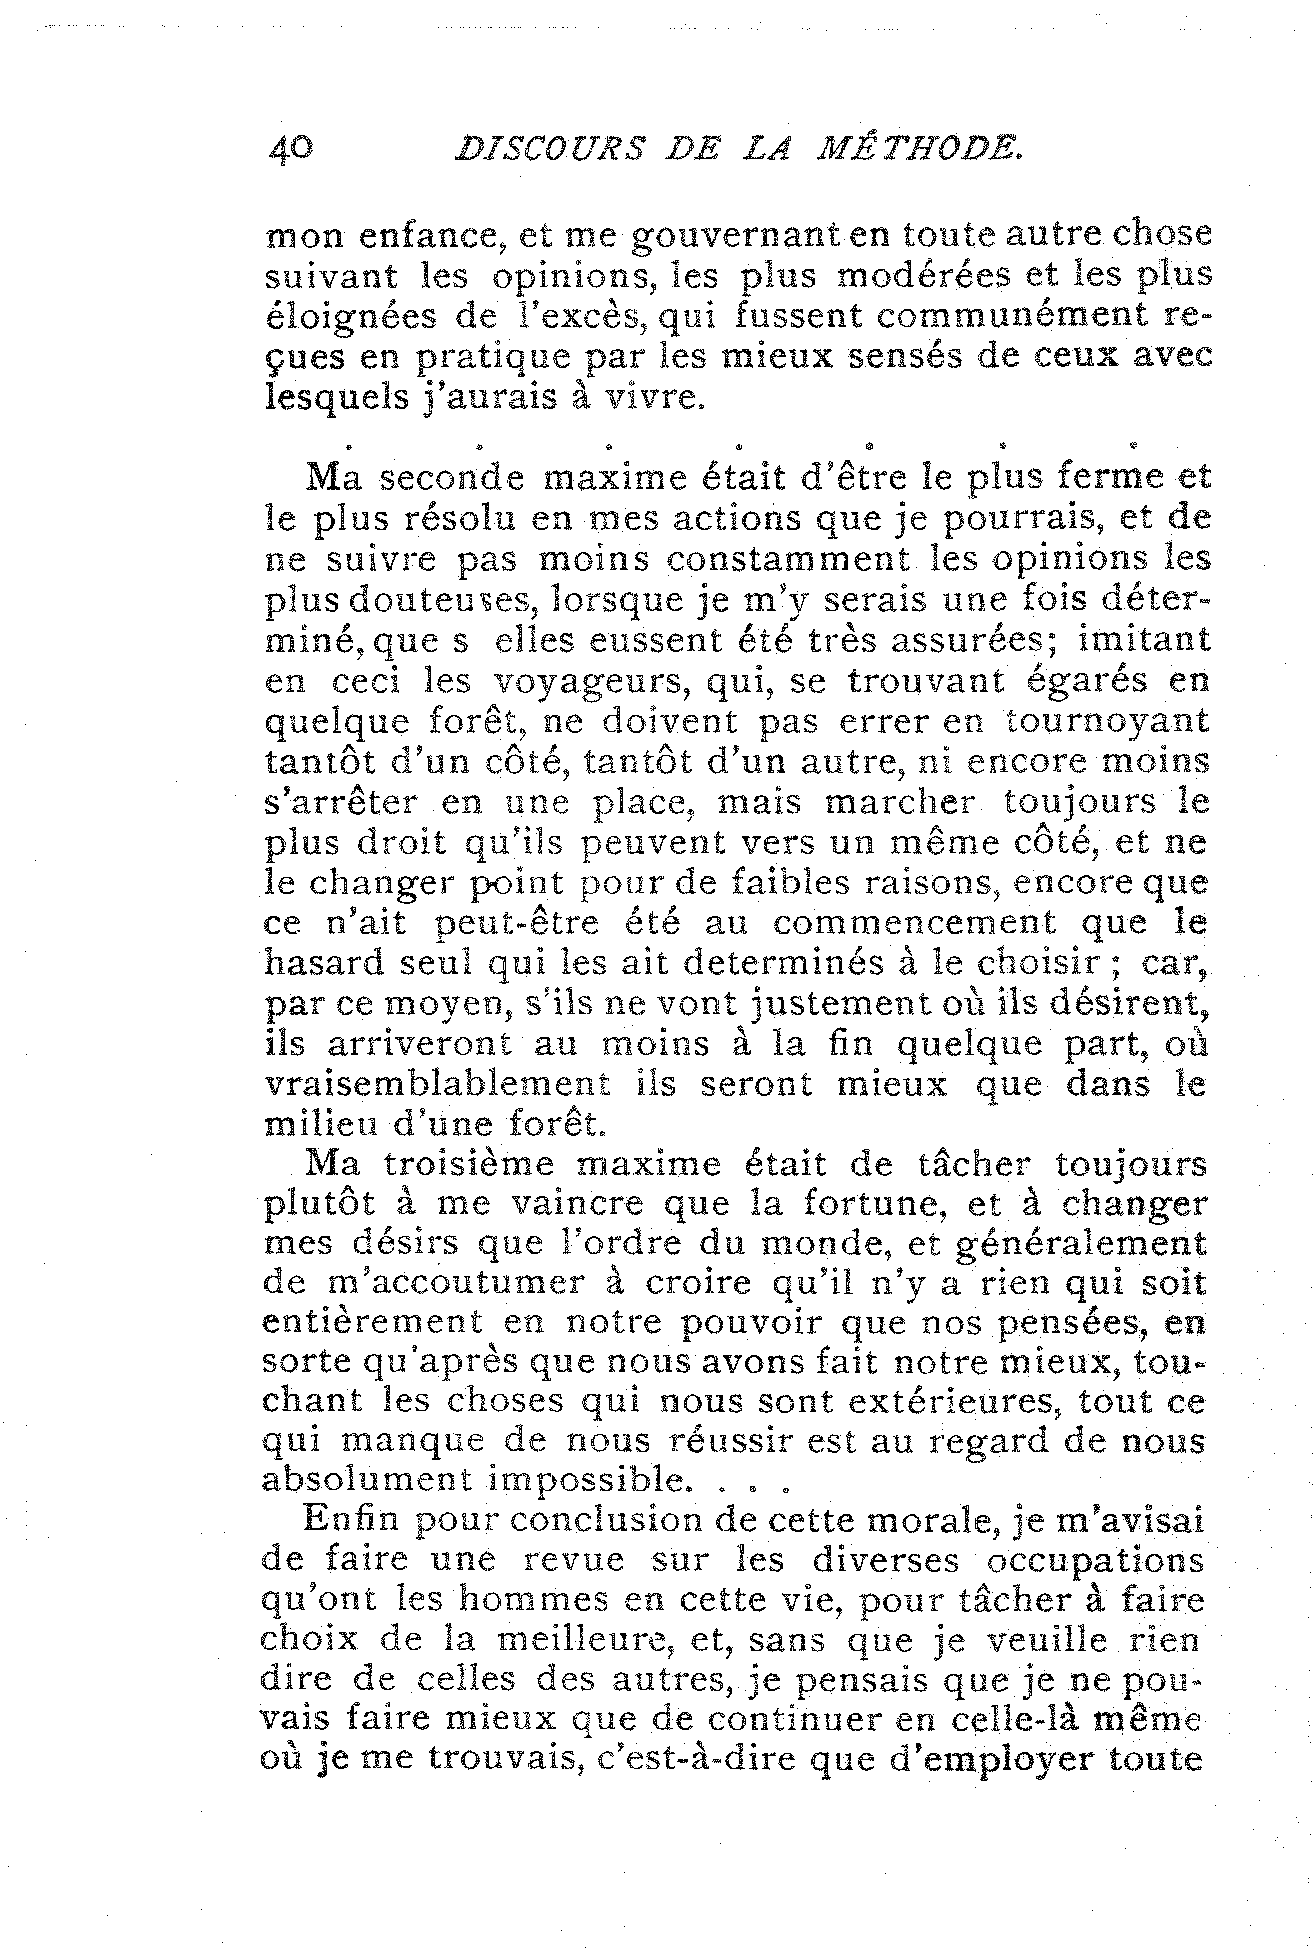 40 DISCOURS DE LA MÉTHODE.
mon enfance, et me gouvernant en toute autre chose
suivant les opinions, les plus modérées et les plus
éloignées de l'excès, qui fussent communément re-
çues en pratique par les mieux sensés de ceux avec
lesquels j'aurais à vivre.
. . . . . . .
Ma seconde maxime était d'être le plus ferme et
le plus résolu en mes actions que je pourrais, et de
ne suivre pas moins constamment les opinions les
plus douteuses, lorsque je m'y serais une fois déter-
miné, que s elles eussent été très assurées; imitant
en ceci les voyageurs, qui, se trouvant égarés en
quelque forêt, ne doivent pas errer en tournoyant
tantôt d'un côté, tantôt d'un autre, ni encore moins
s'arrêter en une place, mais marcher toujours le
plus droit qu'ils peuvent vers un même côté, et ne
le changer point pour de faibles raisons, encore que
ce n'ait peut-être été au commencement que le
hasard seul qui les ait determinés à le choisir ; car,
par ce moyen, s'ils ne vont justement où ils désirent,
ils arriveront au moins à la fin quelque part, où
vraisemblablement ils seront mieux que dans le
milieu d'une forêt.
Ma troisième maxime était de tâcher toujours
plutôt à me vaincre que la fortune, et à changer
mes désirs que l'ordre du monde, et généralement
de m'accoutumer à croire qu'il n'y a rien qui soit
entièrement en notre pouvoir que nos pensées, en
sorte qu'après que nous avons fait notre mieux, tou-
chant les choses qui nous sont extérieures, tout ce
qui manque de nous réussir est au regard de nous
absolument impossible. . . .
Enfin pour conclusion de cette morale, je m'avisai
de faire une revue sur les diverses occupations
qu'ont les hommes en cette vie, pour tâcher à faire
choix de la meilleure, et, sans que je veuille rien
dire de celles des autres, je pensais que je ne pou-
vais faire mieux que de continuer en celle-là même
où je me trouvais, c'est-à-dire que d'employer toute